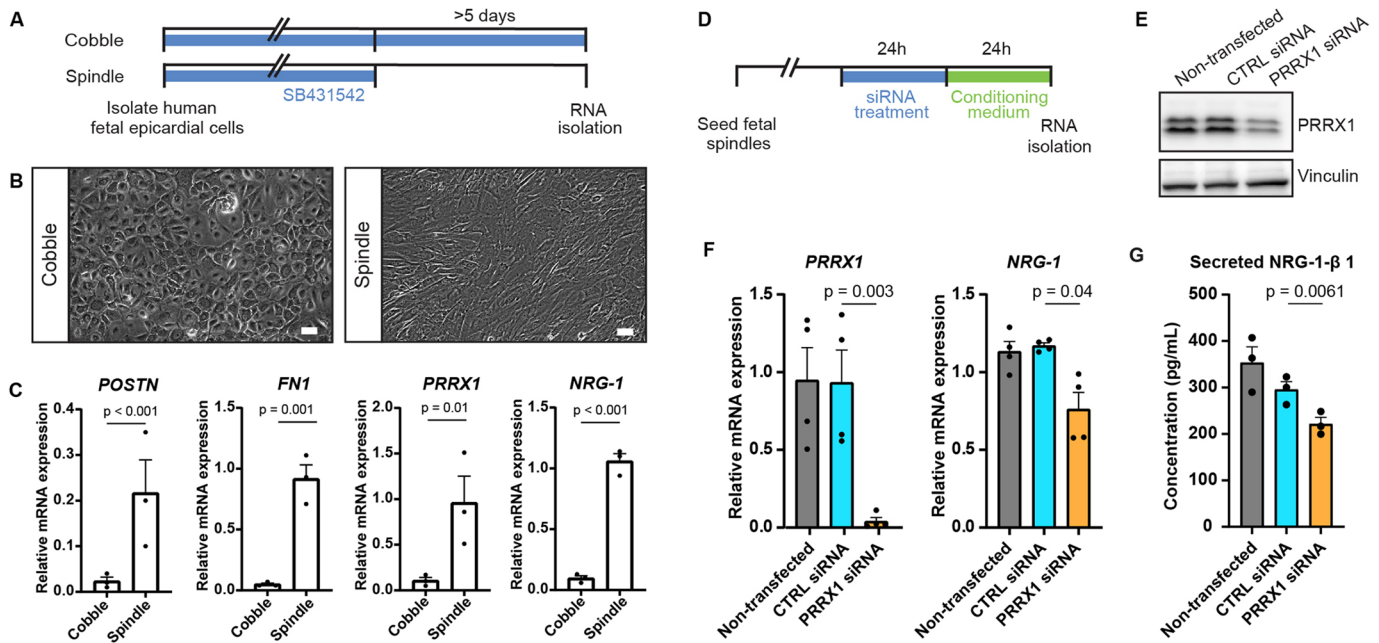 A
>5 days
Cobble
Spindle
SB431542
Isolate human
fetal epicardial cells
RNA
isolation
B
Cobble
Spindle
C
POSTN
FN1
PRRX1
NRG-1
p < 0.001
p = 0.001
p = 0.01
p <0.001
Relative mRNA expression
0.4
0.3
0.2
0.1
0.0
Cobble
Spindle
Relative mRNA expression
1.5
1.0
0.5
0.0
Cobble
Spindle
Relative mRNA expression
2.0
1.5
1.0
0.5
0.0
Cobble
Spindle
Relative mRNA expression
1.5
1.0
0.5
0.0
Cobble
Spindle
D
24h
24h
siRNA
treatment
Conditioning
medium
Seed fetal
spindles
RNA
isolation
E
Non-transfected
CTRL siRNA
PRRX1 siRNA
PRRX1
Vinculin
F
PRRX1
p = 0.003
Relative mRNA expression
1.5
1.0
0.5
0.0
Non-transfected
CTRL siRNA
PRRX1 siRNA
NRG-1
p = 0.04
Relative mRNA expression
1.5
1.0
0.5
0.0
Non-transfected
CTRL siRNA
PRRX1 siRNA
G
Secreted NRG-1-β 1
p = 0.0061
Concentration (pg/mL)
500
400
300
200
100
0
Non-transfected
CTRL siRNA
PRRX1 siRNA